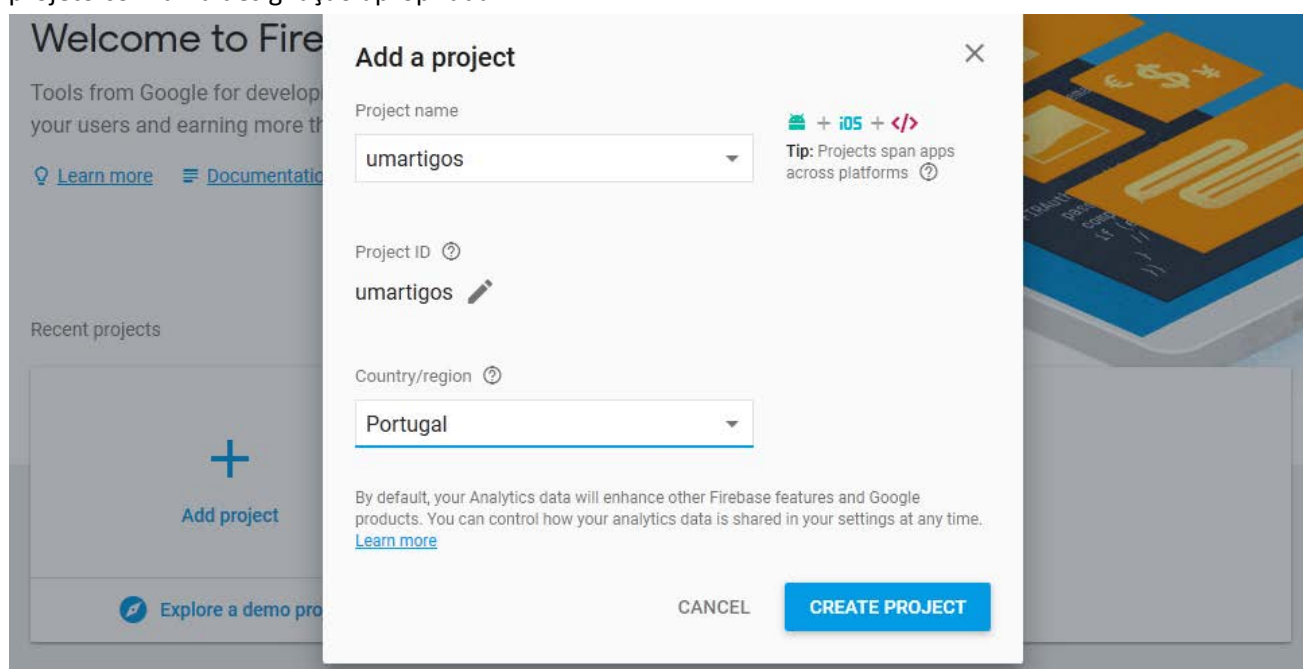 Welcome to Fire
Tools from Google for develop
your users and earning more th
Learn more Documentatio
Recent projects
Add project
Explore a demo pro
Add a project
Project name
umartigos
+ iOS + </>
Tip: Projects span apps
across platforms
Project ID
umartigos
Country/region
Portugal
By default, your Analytics data will enhance other Firebase features and Google
products. You can control how your analytics data is shared in your settings at any time.
Learn more
CANCEL CREATE PROJECT